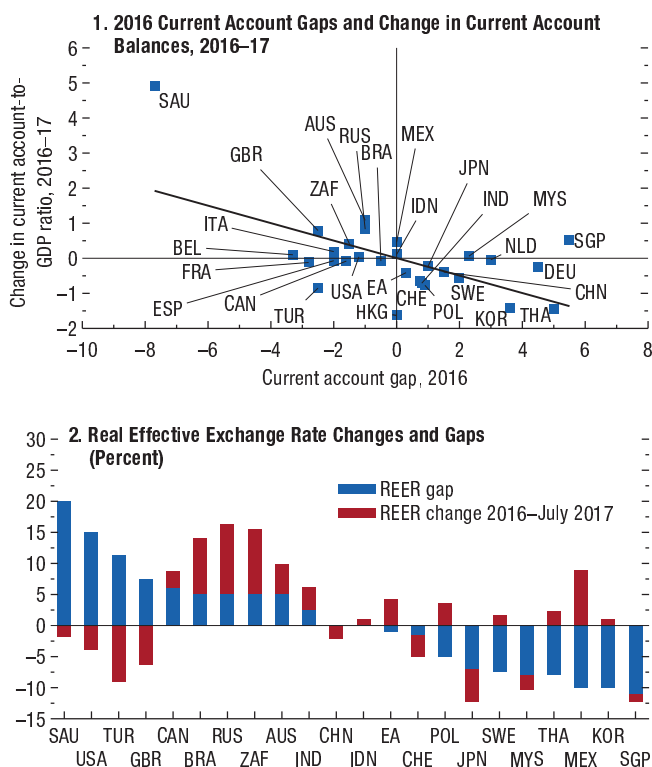 1. 2016 Current Account Gaps and Change in Current Account
Balances, 2016–17
Change in current account-to-
GDP ratio, 2016–17
6
5
4
3
2
1
0
–1
–2
SAU
AUS
RUS
BRA
MEX
GBR
JPN
ZAF
IDN
IND
MYS
ITA
BEL
NLD
SGP
FRA
DEU
ESP
CAN
USA
EA
CHE
SWE
CHN
TUR
HKG
POL
KOR
THA
–10
–8
–6
–4
–2
0
2
4
6
8
Current account gap, 2016
2. Real Effective Exchange Rate Changes and Gaps
(Percent)
30
25
20
15
10
5
0
–5
–10
–15
REER gap
REER change 2016–July 2017
SAU
TUR
CAN
RUS
AUS
CHN
EA
POL
SWE
THA
KOR
USA
GBR
BRA
ZAF
IND
IDN
CHE
JPN
MYS
MEX
SGP